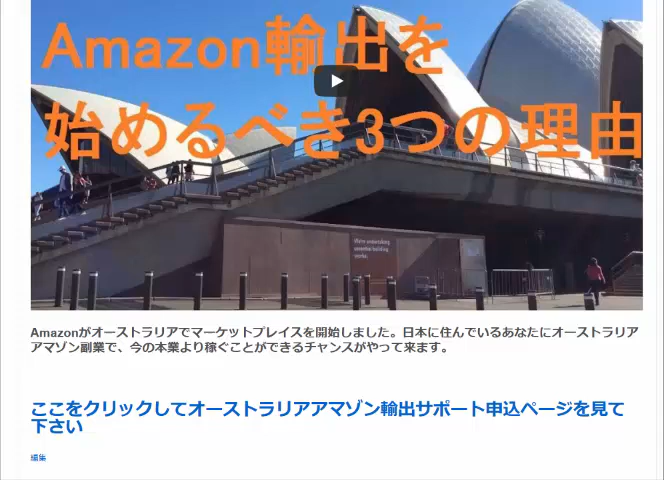 Amazon輸出を
始めるべき3つの理由
We're undertaking
essential building
works.
Amazonがオーストラリアでマーケットプレイスを開始しました。日本に住んでいるあなたにオーストラリア
アマゾン副業で、今の本業より稼ぐことができるチャンスがやって来ます。
ここをクリックしてオーストラリアアマゾン輸出サポート申込ページを見て
下さい
編集